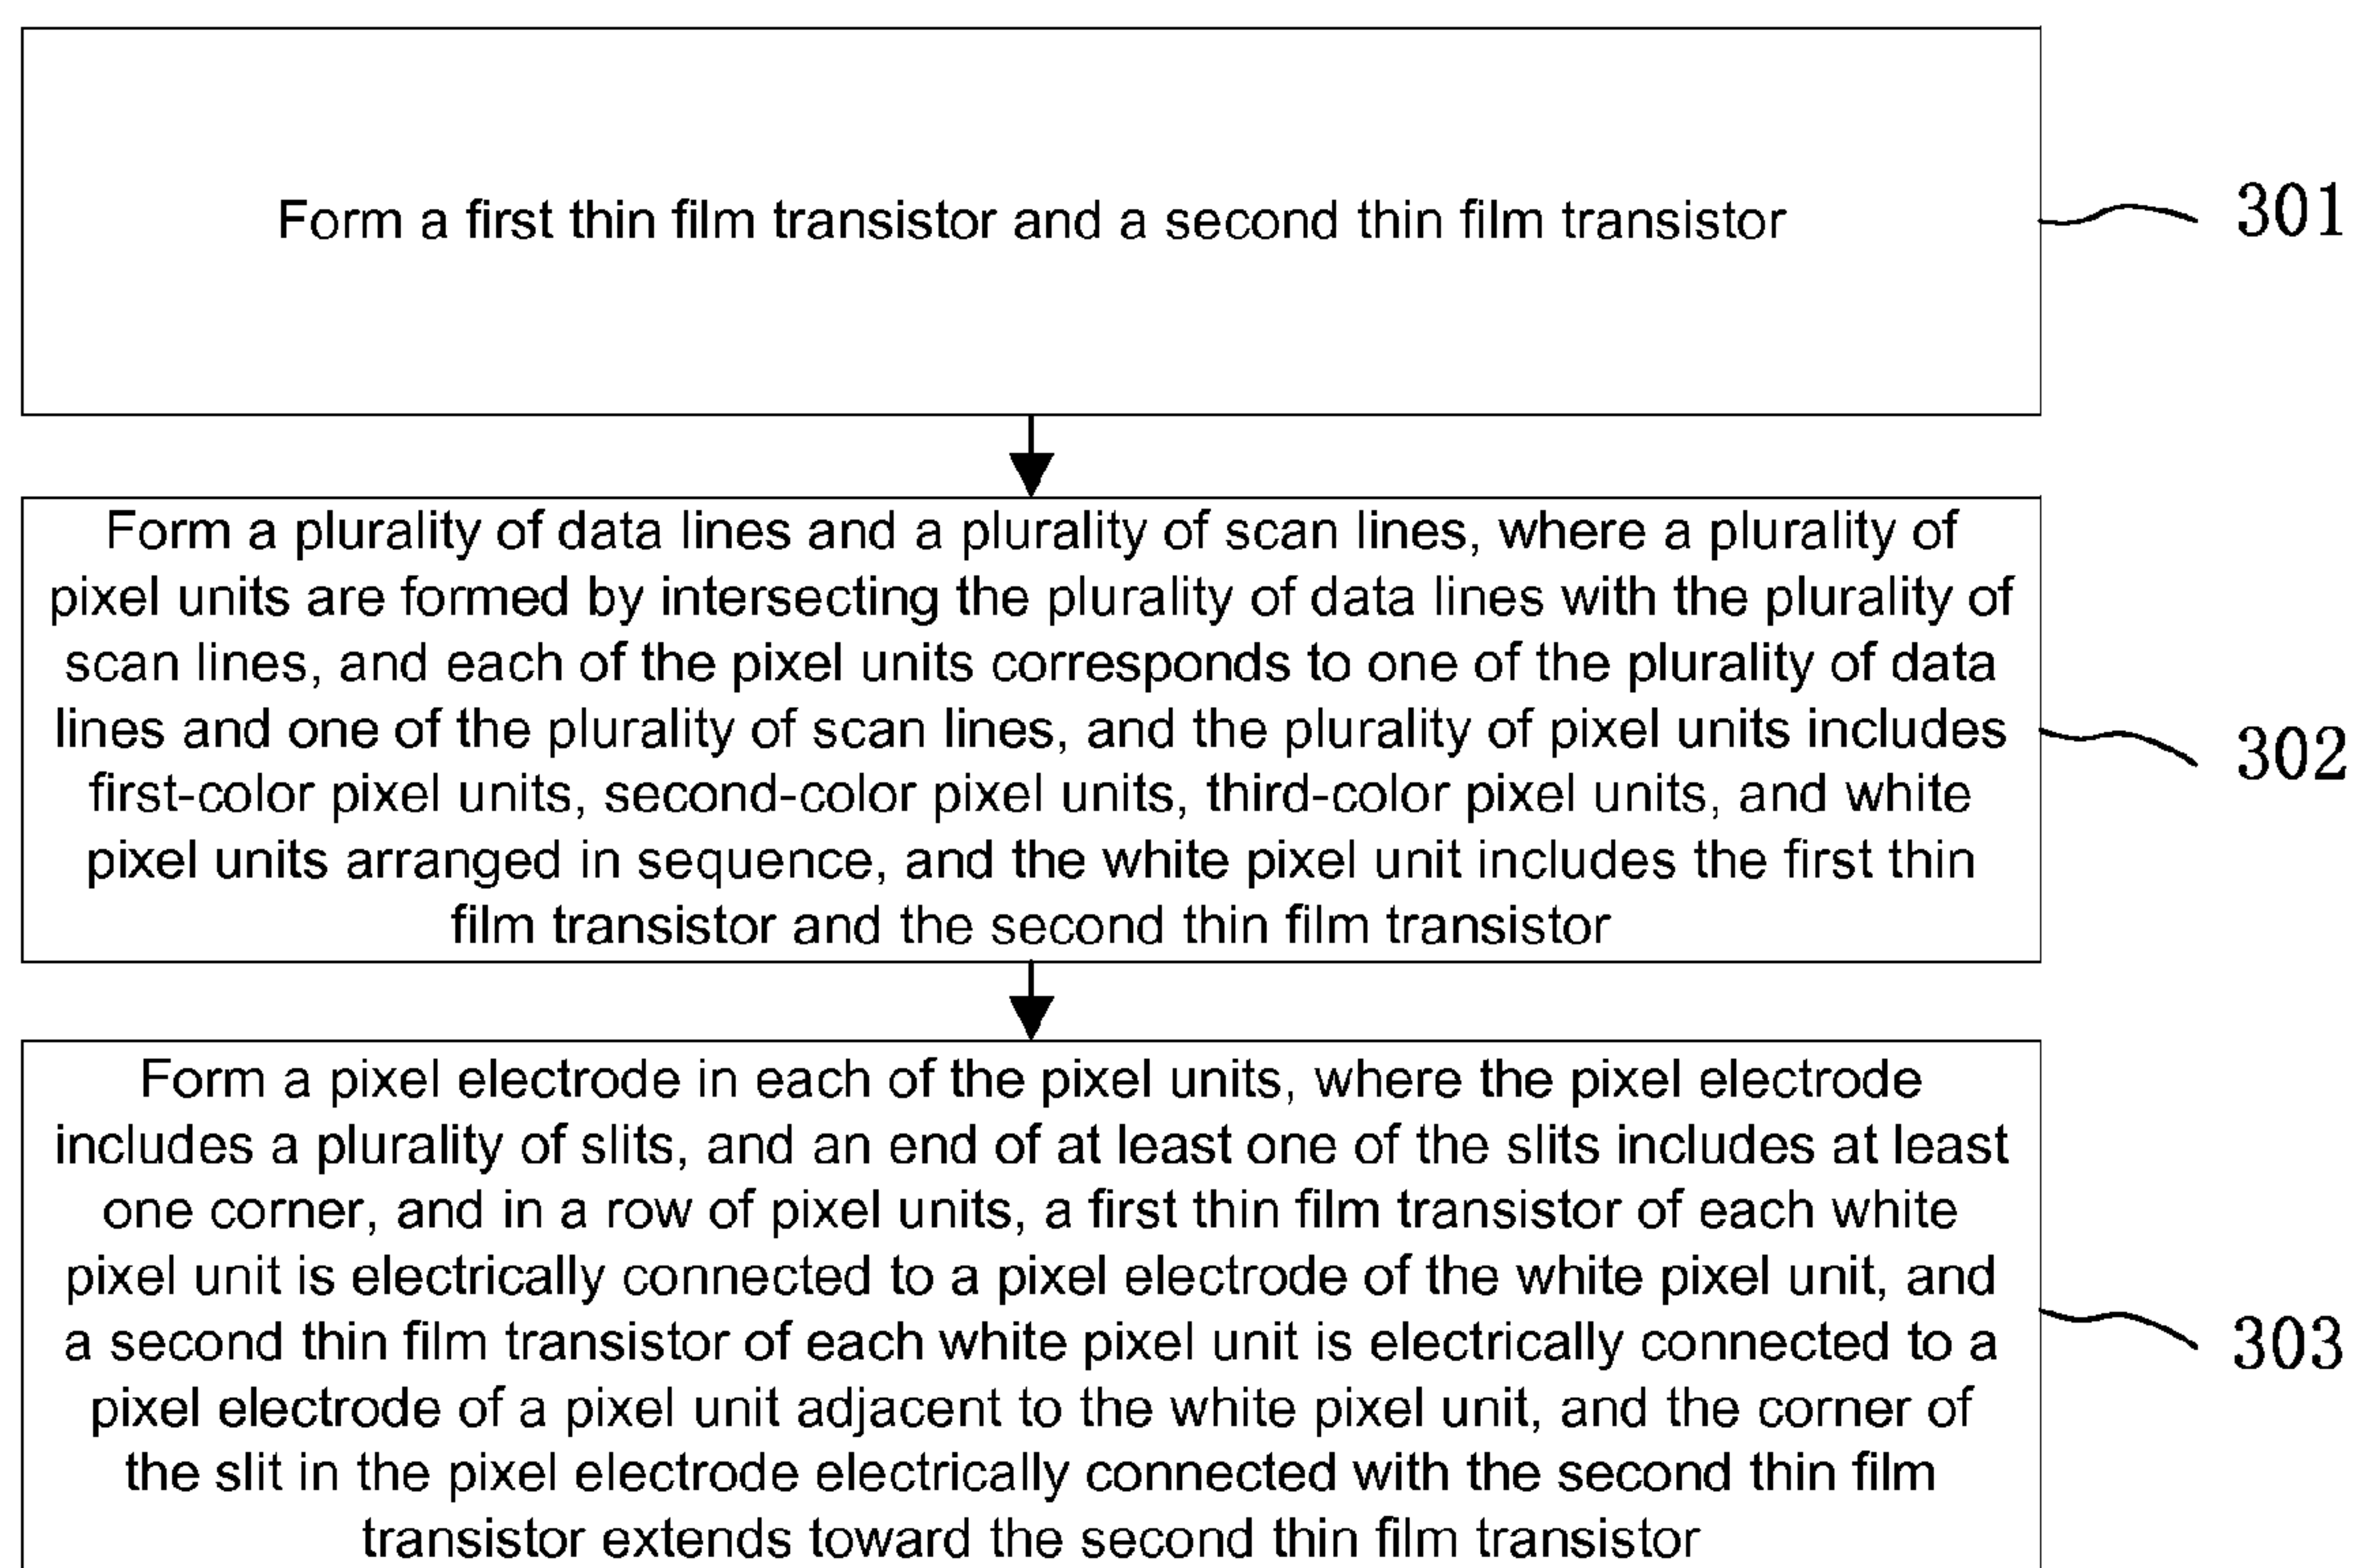 Form a first thin film transistor and a second thin film transistor
301
Form a plurality of data lines and a plurality of scan lines, where a plurality of
pixel units are formed by intersecting the plurality of data lines with the plurality of
scan lines, and each of the pixel units corresponds to one of the plurality of data
lines and one of the plurality of scan lines, and the plurality of pixel units includes
first-color pixel units, second-color pixel units, third-color pixel units, and white
pixel units arranged in sequence, and the white pixel unit includes the first thin
film transistor and the second thin film transistor
302
Form a pixel electrode in each of the pixel units, where the pixel electrode
includes a plurality of slits, and an end of at least one of the slits includes at least
one corner, and in a row of pixel units, a first thin film transistor of each white
pixel unit is electrically connected to a pixel electrode of the white pixel unit, and
a second thin film transistor of each white pixel unit is electrically connected to a
pixel electrode of a pixel unit adjacent to the white pixel unit, and the corner of
the slit in the pixel electrode electrically connected with the second thin film
transistor extends toward the second thin film transistor
303